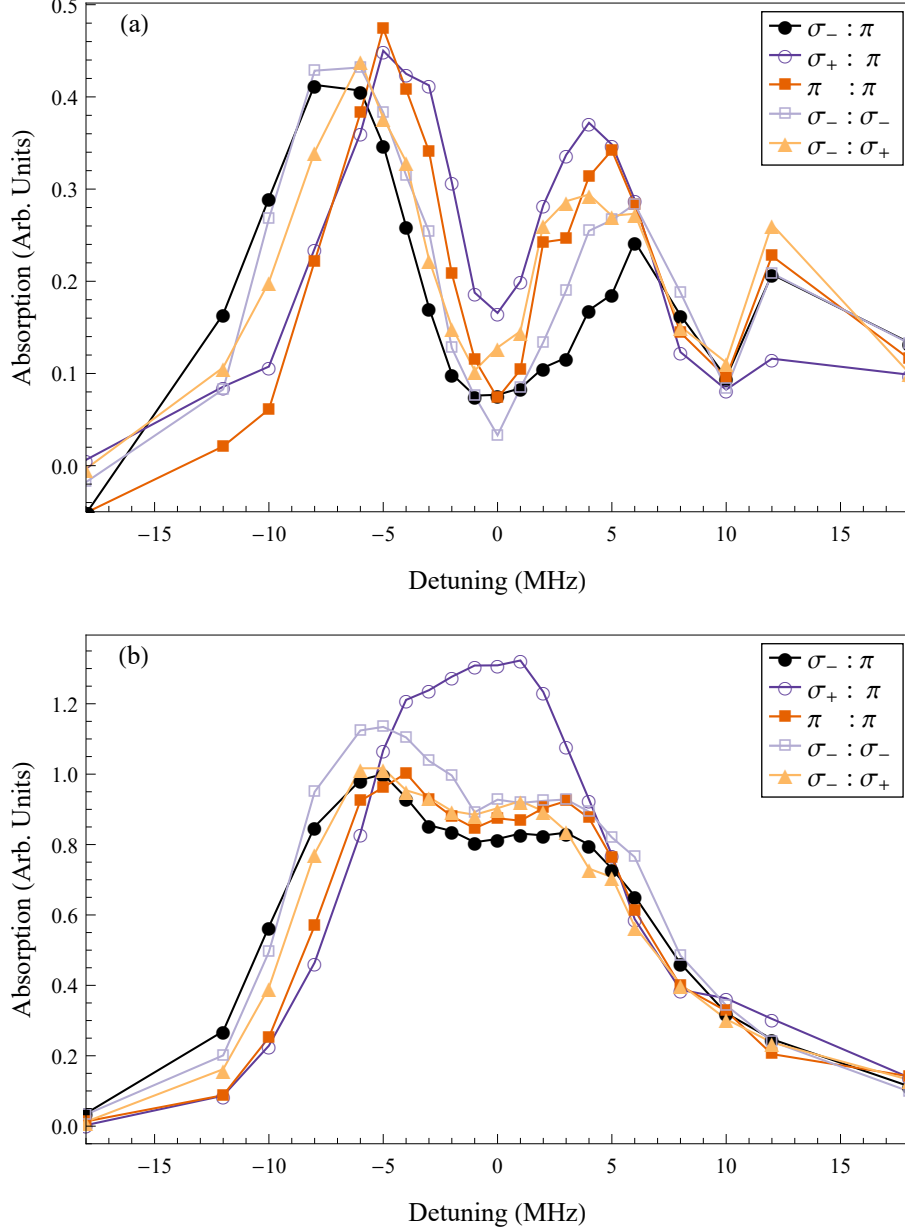 (a)
σ₋ : π
σ₊ : π
π : π
σ₋ : σ₋
σ₋ : σ₊
0.5
0.4
0.3
0.2
0.1
0.0
Absorption (Arb. Units)
−15 −10 −5 0 5 10 15
Detuning (MHz)
(b)
σ₋ : π
σ₊ : π
π : π
σ₋ : σ₋
σ₋ : σ₊
1.2
1.0
0.8
0.6
0.4
0.2
0.0
Absorption (Arb. Units)
−15 −10 −5 0 5 10 15
Detuning (MHz)